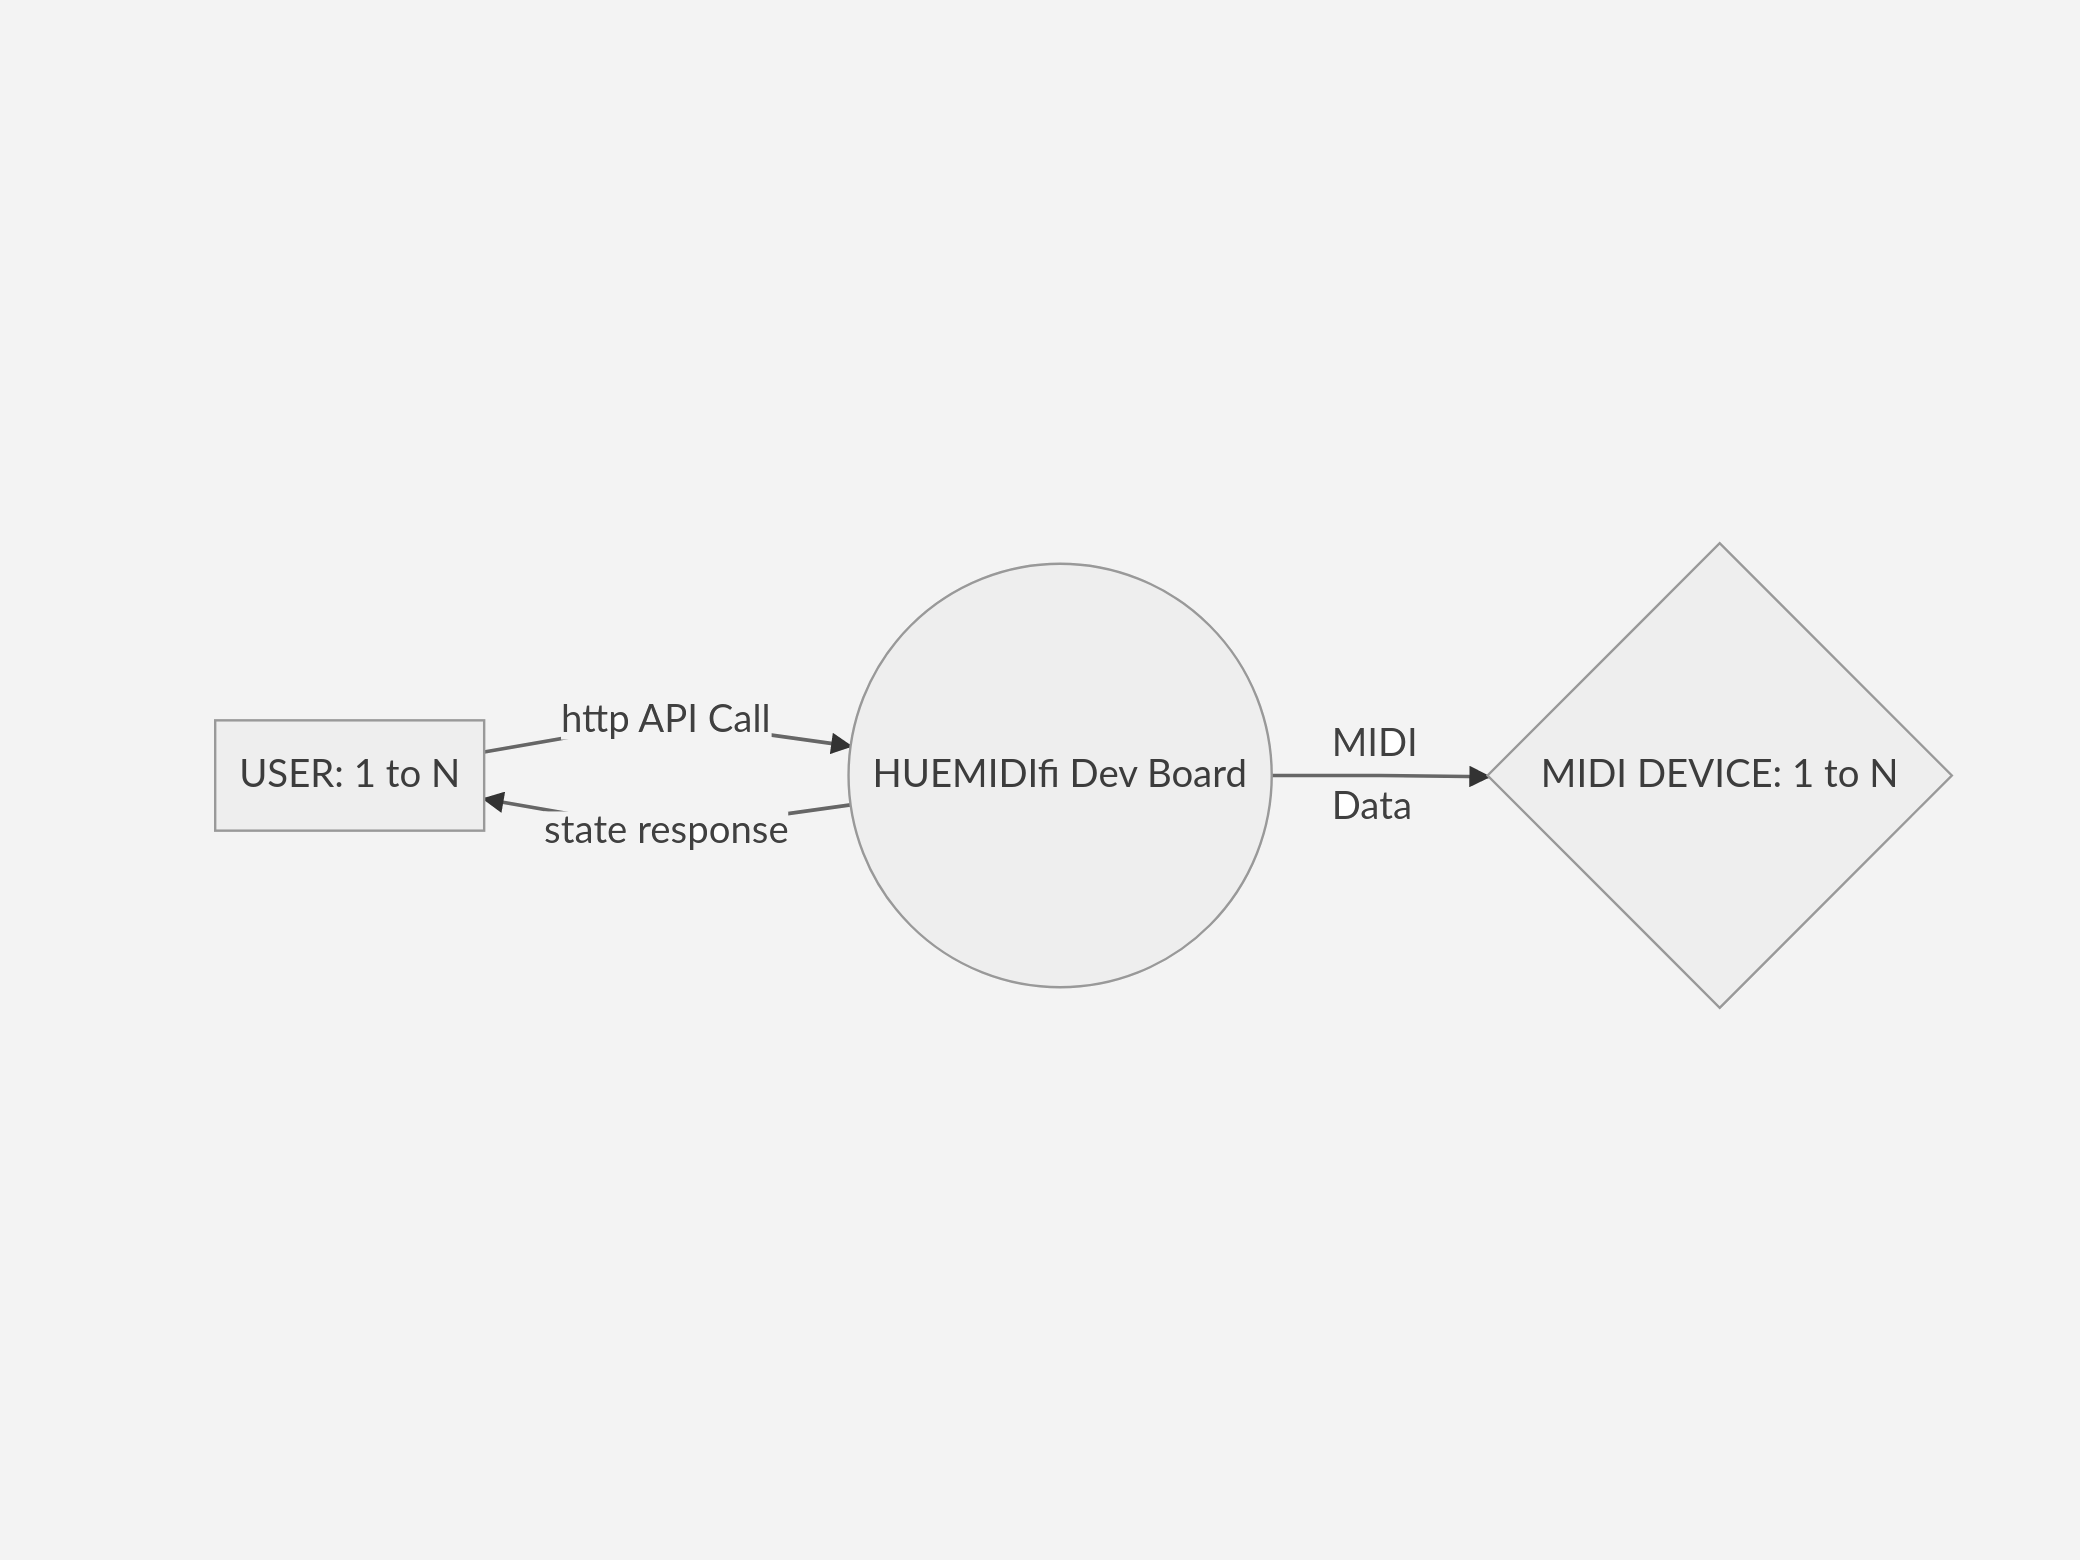 http API Call
USER: 1 to N
state response
HUEMIDIfi Dev Board
MIDI
Data
MIDI DEVICE: 1 to N